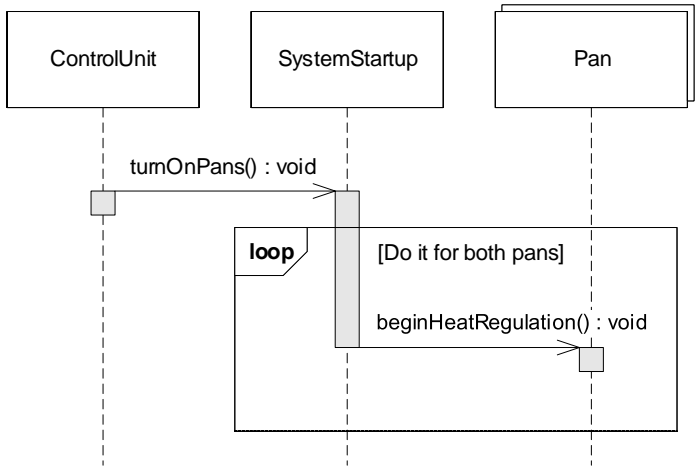 ControlUnit
SystemStartup
Pan
turnOnPans() : void
loop
[Do it for both pans]
beginHeatRegulation() : void